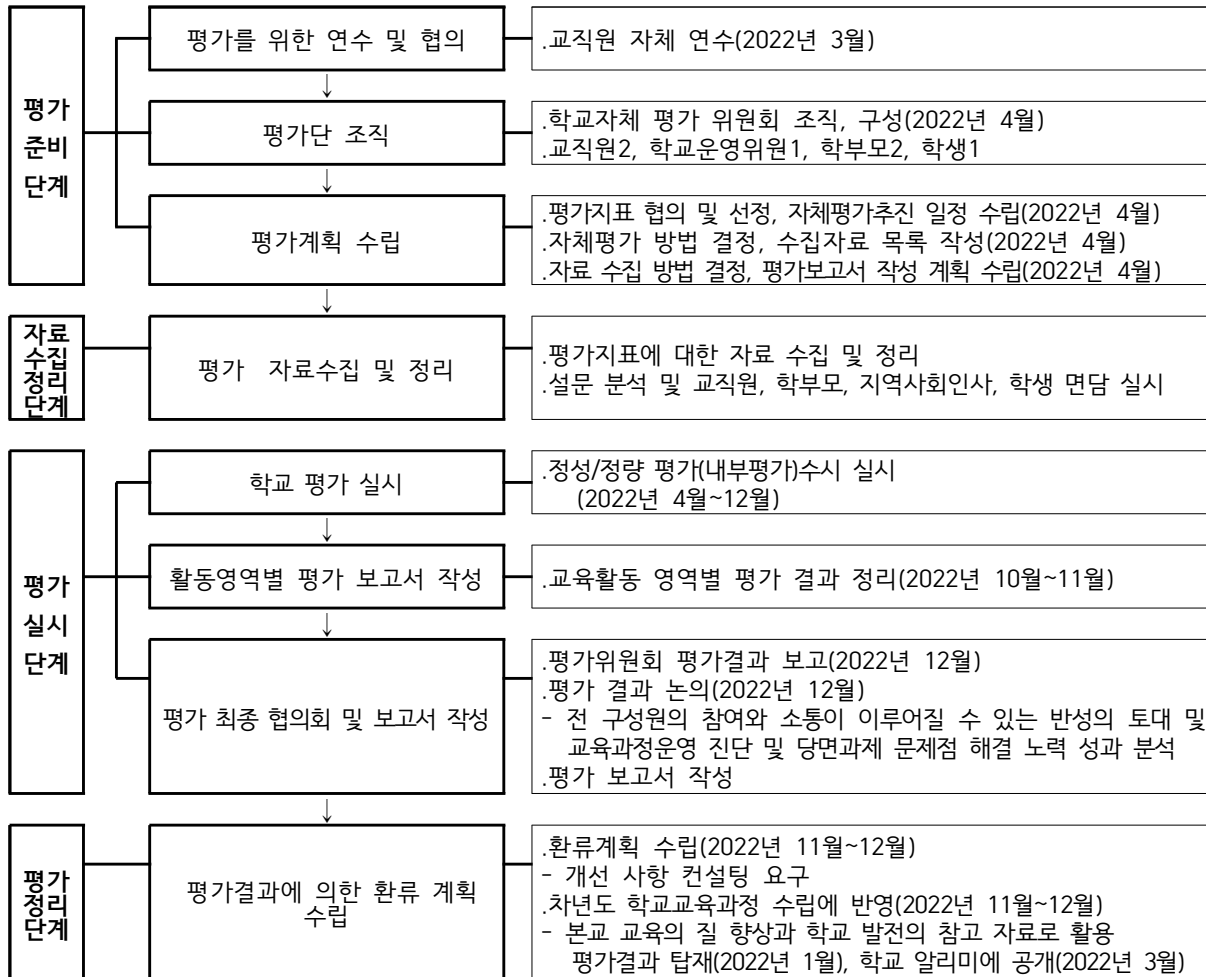 평가
준비
단계
평가를 위한 연수 및 협의
.교직원 자체 연수(2022년 3월)
↓
평가단 조직
.학교자체 평가 위원회 조직, 구성(2022년 4월)
.교직원2, 학교운영위원1, 학부모2, 학생1
↓
평가계획 수립
.평가지표 협의 및 선정, 자체평가추진 일정 수립(2022년 4월)
.자체평가 방법 결정, 수집자료 목록 작성(2022년 4월)
.자료 수집 방법 결정, 평가보고서 작성 계획 수립(2022년 4월)
↓
자료
수집
정리
단계
평가 자료수집 및 정리
.평가지표에 대한 자료 수집 및 정리
.설문 분석 및 교직원, 학부모, 지역사회인사, 학생 면담 실시
평가
실시
단계
학교 평가 실시
.정성/정량 평가(내부평가)수시 실시
(2022년 4월~12월)
↓
활동영역별 평가 보고서 작성
.교육활동 영역별 평가 결과 정리(2022년 10월~11월)
↓
평가 최종 협의회 및 보고서 작성
.평가위원회 평가결과 보고(2022년 12월)
.평가 결과 논의(2022년 12월)
- 전 구성원의 참여와 소통이 이루어질 수 있는 반성의 토대 및
교육과정운영 진단 및 당면과제 문제점 해결 노력 성과 분석
.평가 보고서 작성
↓
평가
정리
단계
평가결과에 의한 환류 계획
수립
.환류계획 수립(2022년 11월~12월)
- 개선 사항 컨설팅 요구
.차년도 학교교육과정 수립에 반영(2022년 11월~12월)
- 본교 교육의 질 향상과 학교 발전의 참고 자료로 활용
평가결과 탑재(2022년 1월), 학교 알리미에 공개(2022년 3월)